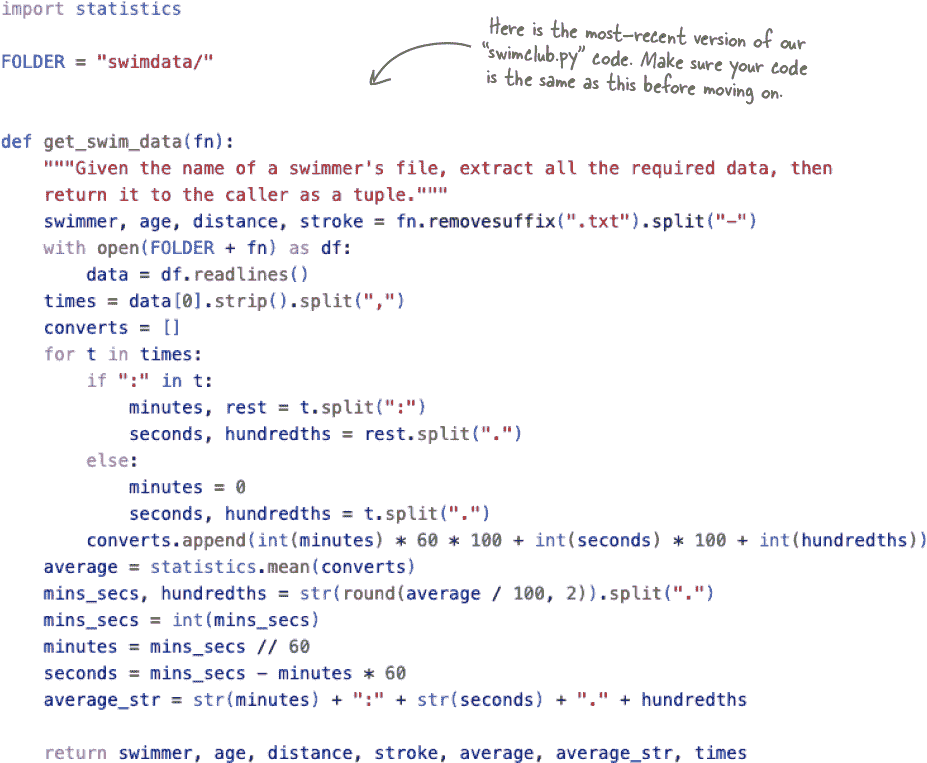 import statistics
FOLDER = "swimdata/"
Here is the most-recent version of our
"swimclub.py" code. Make sure your code
is the same as this before moving on.
def get_swim_data(fn):
    """Given the name of a swimmer's file, extract all the required data, then
    return it to the caller as a tuple."""
    swimmer, age, distance, stroke = fn.removesuffix(".txt").split("-")
    with open(FOLDER + fn) as df:
        data = df.readlines()
    times = data[0].strip().split(",")
    converts = []
    for t in times:
        if ":" in t:
            minutes, rest = t.split(":")
            seconds, hundredths = rest.split(".")
        else:
            minutes = 0
            seconds, hundredths = t.split(".")
        converts.append(int(minutes) * 60 * 100 + int(seconds) * 100 + int(hundredths))
    average = statistics.mean(converts)
    mins_secs, hundredths = str(round(average / 100, 2)).split(".")
    mins_secs = int(mins_secs)
    minutes = mins_secs // 60
    seconds = mins_secs - minutes * 60
    average_str = str(minutes) + ":" + str(seconds) + "." + hundredths
    return swimmer, age, distance, stroke, average, average_str, times